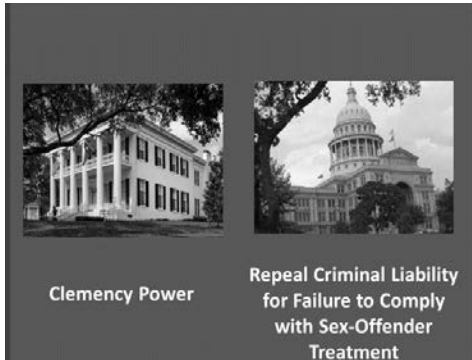 Clemency Power
Repeal Criminal Liability
for Failure to Comply
with Sex-Offender
Treatment